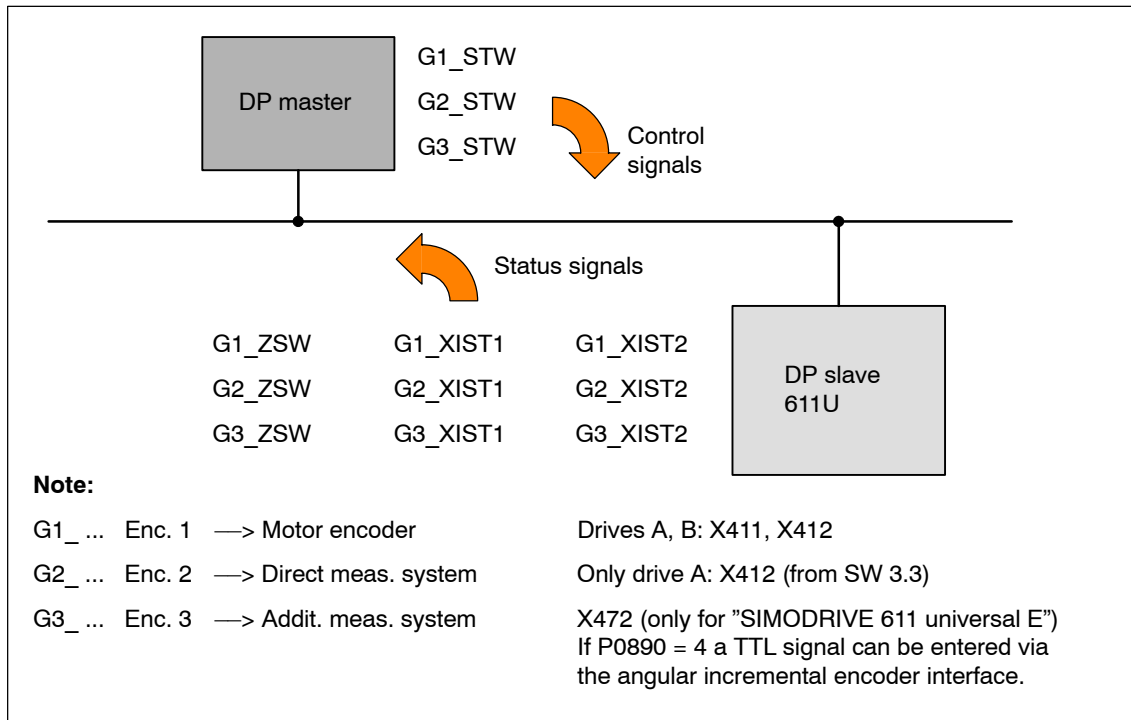 G1_STW
DP master
G2_STW
G3_STW
Control
signals
Status signals
G1_ZSW G1_XIST1 G1_XIST2
G2_ZSW G2_XIST1 G2_XIST2
G3_ZSW G3_XIST1 G3_XIST2
DP slave
611U
Note:
G1_ ... Enc. 1 —> Motor encoder Drives A, B: X411, X412
G2_ ... Enc. 2 —> Direct meas. system Only drive A: X412 (from SW 3.3)
G3_ ... Enc. 3 —> Addit. meas. system X472 (only for ”SIMODRIVE 611 universal E”)
If P0890 = 4 a TTL signal can be entered via
the angular incremental encoder interface.